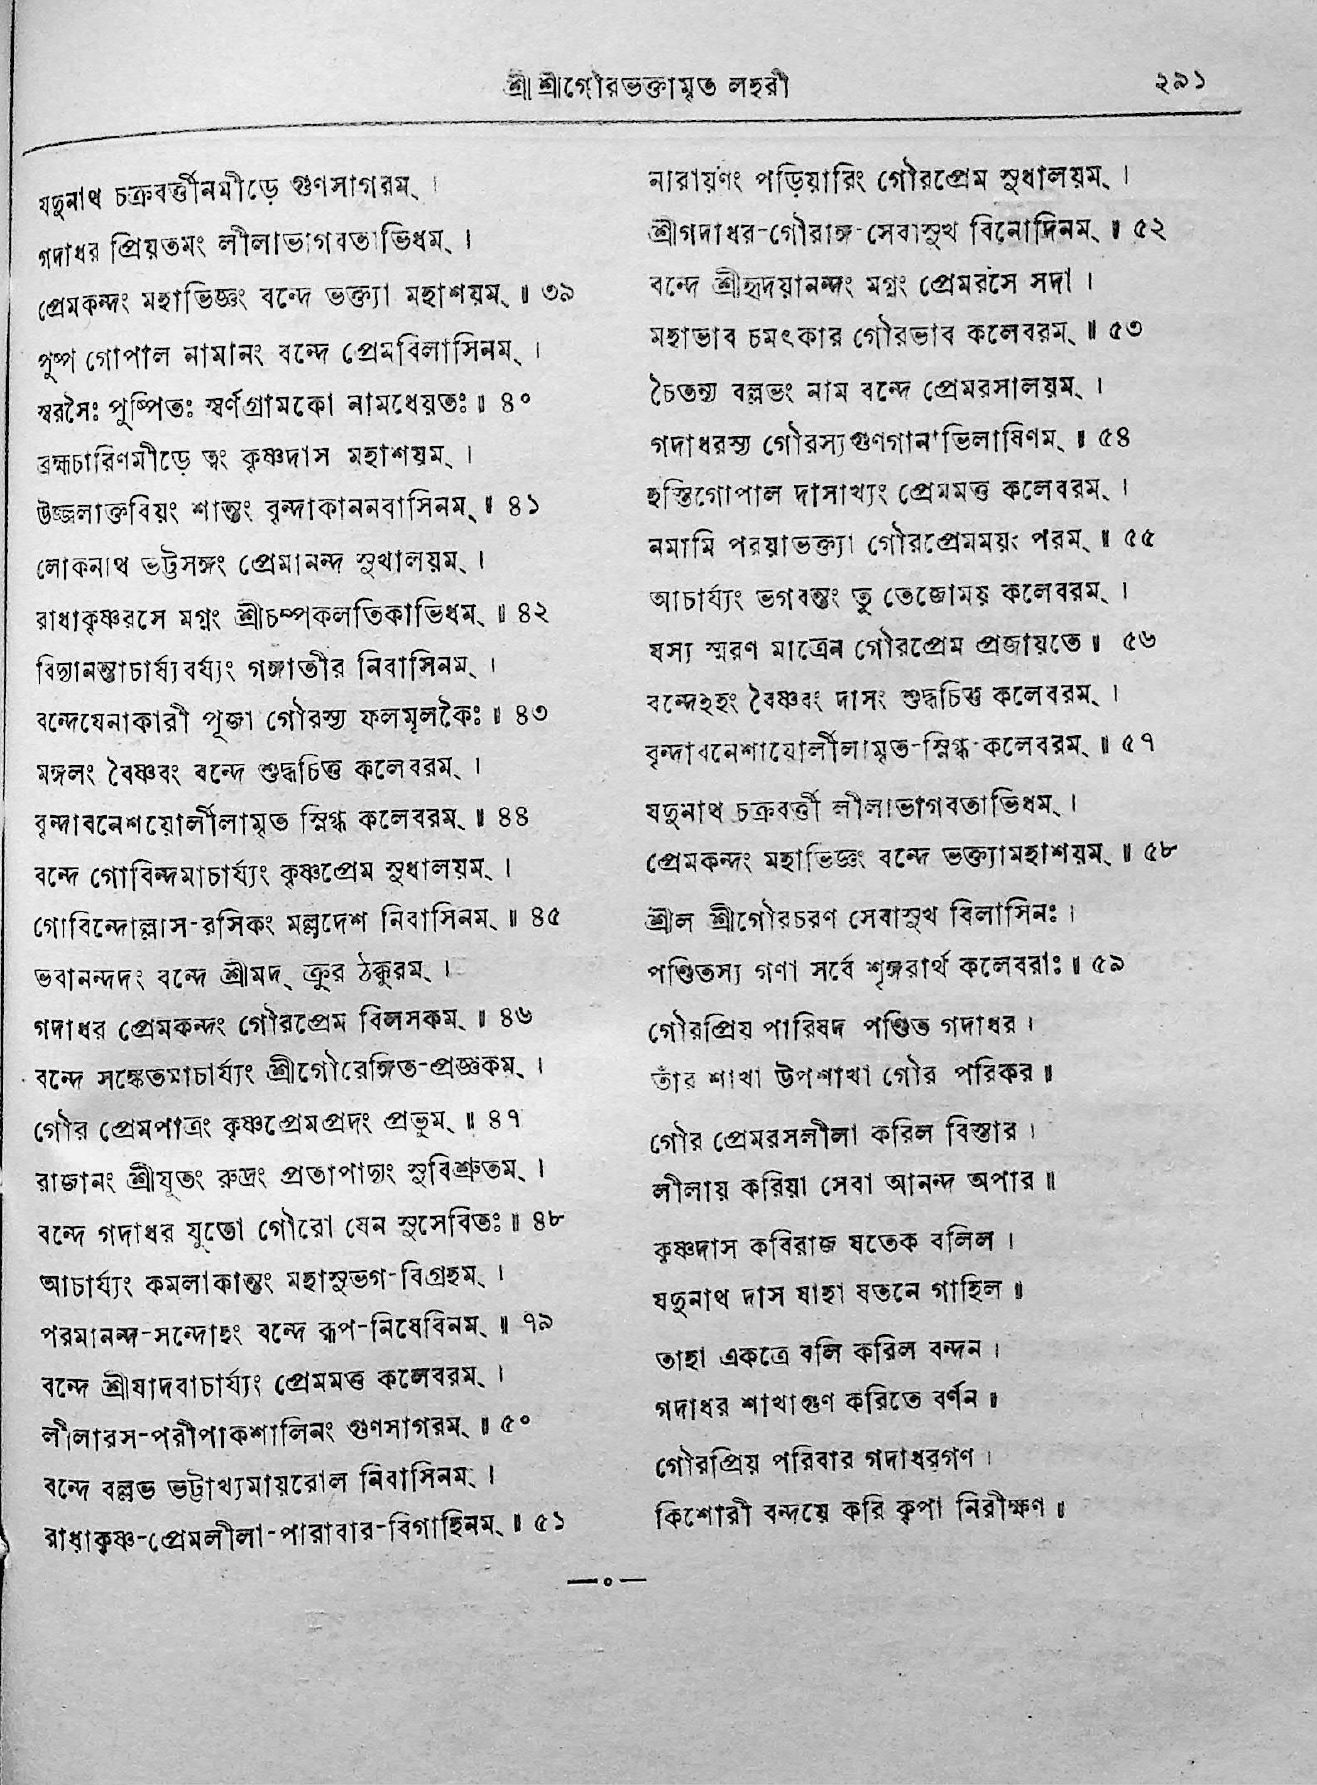 শ্রীশ্রীগৌরভক্তামৃত লহরী
২৯১
যদুনাথ চক্রবর্ত্তীনমীড়ে গুণসাগরম্ ।
গদাধর প্রিয়তমং লীলাভাগবতাভিধম্ ।
প্রেমকন্দং মহাভিজ্ঞং বন্দে ভক্ত্যা মহাশয়ম্ ॥ ৩৯
পুষ্প গোপাল নামানং বন্দে প্রেমবিলাসিনম্ ।
স্বরসৈঃ পুষ্পিতঃ স্বর্ণগ্রামকো নামধেয়তঃ॥ ৪০
ব্রহ্মচারিণমীড়ে ত্বং কৃষ্ণদাস মহাশয়ম্ ।
উজ্জলাক্তবিয়ং শান্তং বৃন্দাকাননবাসিনম্ ॥ ৪১
লোকনাথ ভট্টসঙ্গং প্রেমানন্দ সুখালয়ম্ ।
রাধাকৃষ্ণরসে মগ্নং শ্রীচম্পকলতিকাভিধম্ ॥ ৪২
বিদ্যানন্তাচার্য্যবর্য্যং গঙ্গাতীর নিবাসিনম্ ।
বন্দেযেনাকারী পূজা গৌরস্য ফলমূলকৈঃ॥ ৪৩
মঙ্গলং বৈষ্ণবং বন্দে শুদ্ধচিত্ত কলেবরম্ ।
বৃন্দাবনেশয়োর্লীলামৃত স্নিগ্ধ কলেবরম্ ॥ ৪৪
বন্দে গোবিন্দমাচার্য্যং কৃষ্ণপ্রেম সুধালয়ম্ ।
গোবিন্দোল্লাস-রসিকং মল্লদেশ নিবাসিনম্ ॥ ৪৫
ভবানন্দদং বন্দে শ্রীমদ্ ক্রুর ঠক্কুরম্ ।
গদাধর প্রেমকন্দং গৌরপ্রেম বিলসকম্ ॥ ৪৬
বন্দে সঙ্কেতমাচার্য্যং শ্রীগৌরেঙ্গিত-প্রজ্ঞকম্ ।
গৌর প্রেমপাত্রং কৃষ্ণপ্রেমপ্রদং প্রভুম্ ॥ ৪৭
রাজানং শ্রীযুতং রুদ্রং প্রতাপাদ্যং সুবিশ্রুতম্ ।
বন্দে গদাধর যুতো গৌরো যেন সুসেবিতঃ॥ ৪৮
আচার্য্যং কমলাকান্তং মহাসুভগ-বিগ্রহম্ ।
পরমানন্দ-সন্দোহং বন্দে রূপ-নিষেবিনম্ ॥ ৭৯
বন্দে শ্রীযাদবাচার্য্যং প্রেমমত্ত কলেবরম্ ।
লীলারস-পরীপাকশালিনং গুণসাগরম্ ॥ ৫০
বন্দে বল্লভ ভট্টাখ্যমায়রোল নিবাসিনম্ ।
রাধাকৃষ্ণ-প্রেমলীলা-পারাবার-বিগাহিনম্ ॥ ৫১
নারায়ণং পড়িয়ারিং গৌরপ্রেম সুধালয়ম্ ।
শ্রীগদাধর-গৌরাঙ্গ-সেবাসুখ বিনোদিনম্ ॥ ৫২
বন্দে শ্রীহৃদয়ানন্দং মগ্নং প্রেমরসে সদা ।
মহাভাব চমৎকার গৌরভাব কলেবরম্ ॥ ৫৩
চৈতন্য বল্লভং নাম বন্দে প্রেমরসালয়ম্ ।
গদাধরস্য গৌরস্যগুণগানাভিলাষিণম্ ॥ ৫৪
হস্তিগোপাল দাসাখ্যং প্রেমমত্ত কলেবরম্ ।
নমামি পরয়াভক্ত্যা গৌরপ্রেমময়ং পরম্ ॥ ৫৫
আচার্য্যং ভগবন্তং তু তেজোময় কলেবরম্ ।
যস্য স্মরণ মাত্রেন গৌরপ্রেম প্রজায়তে॥ ৫৬
বন্দেঽহং বৈষ্ণবং দাসং শুদ্ধচিত্ত কলেবরম্ ।
বৃন্দাবনেশায়োর্লীলামৃত-স্নিগ্ধ-কলেবরম্ ॥ ৫৭
যদুনাথ চক্রবর্ত্তী লীলাভাগবতাভিধম্ ।
প্রেমকন্দং মহাভিজ্ঞং বন্দে ভক্ত্যামহাশয়ম্ ॥ ৫৮
শ্রীল শ্রীগৌরচরণ সেবাসুখ বিলাসিনঃ।
পণ্ডিতস্য গণা সর্বে শৃঙ্গরার্থ কলেবরাঃ॥ ৫৯
গৌরপ্রিয় পারিষদ পণ্ডিত গদাধর ।
তাঁর শাখা উপশাখা গৌর পরিকর ॥
গৌর প্রেমরসলীলা করিল বিস্তার ।
লীলায় করিয়া সেবা আনন্দ অপার ॥
কৃষ্ণদাস কবিরাজ যতেক বলিল ।
যদুনাথ দাস যাহা যতনে গাহিল ॥
তাহা একত্রে বলি করিল বন্দন ।
গদাধর শাখাগুণ করিতে বর্ণন ॥
গৌরপ্রিয় পরিবার গদাধরগণ ।
কিশোরী বন্দয়ে করি কৃপা নিরীক্ষণ ॥